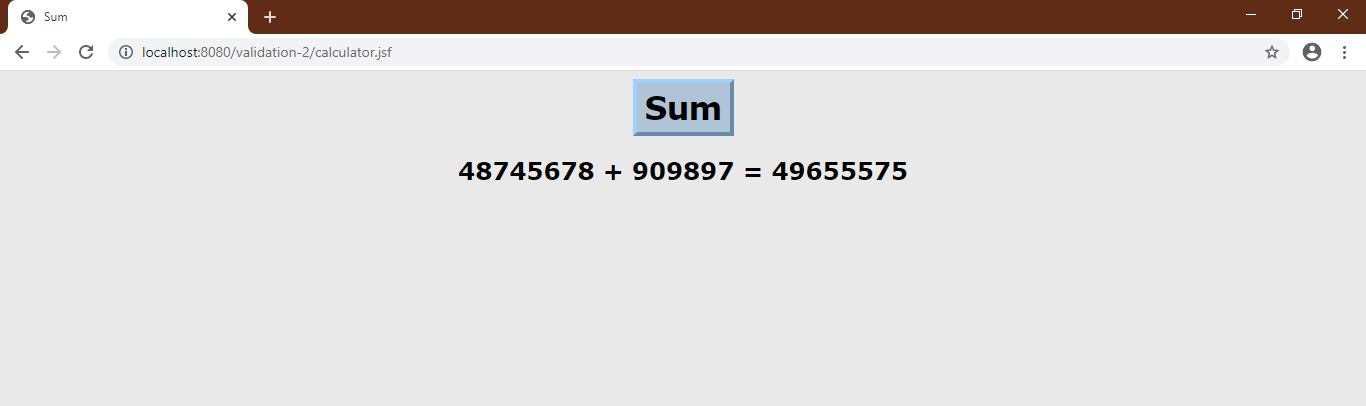 Sum
localhost:8080/validation-2/calculator.jsf
Sum
48745678 + 909897 = 49655575